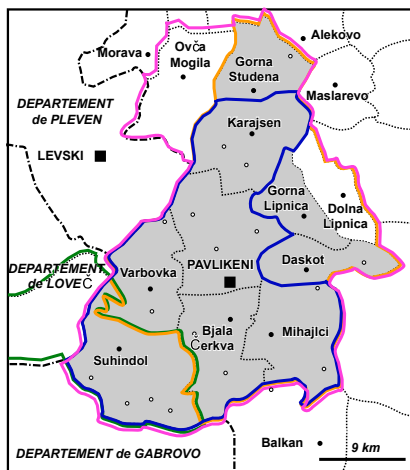 Alekovo
Morava
Ovča
Mogila
Gorna
Studena
Maslarevo
DEPARTEMENT
de PLEVEN
Karajsen
LEVSKI
Gorna
Lipnica
Dolna
Lipnica
DEPARTEMENT
de LOVEČ
Varbovka
PAVLIKENI
Daskot
Bjala
Čerkva
Mihajlci
Suhindol
Balkan
9 km
DEPARTEMENT de GABROVO